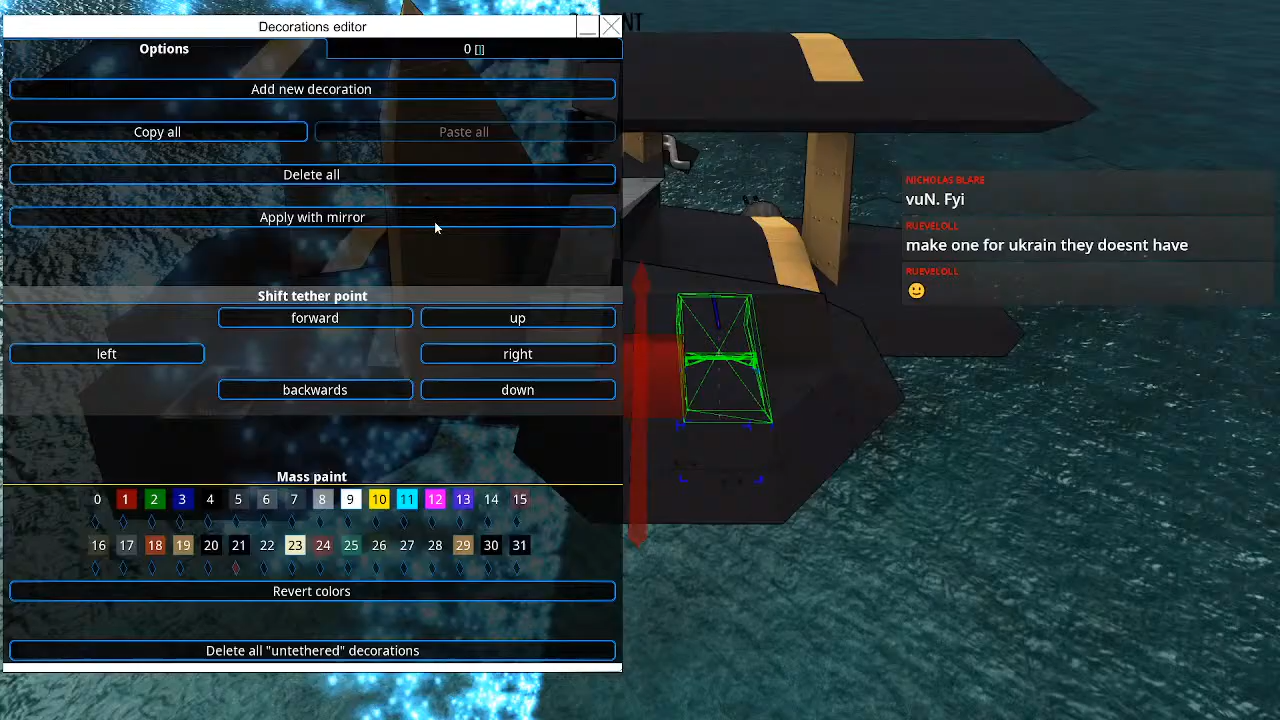 Decorations editor
NT
Options
0 []
Add new decoration
Copy all
Paste all
Delete all
Apply with mirror
Shift tether point
forward
up
left
right
backwards
down
Mass paint
0 1 2 3 4 5 6 7 8 9 10 11 12 13 14 15
16 17 18 19 20 21 22 23 24 25 26 27 28 29 30 31
Revert colors
Delete all "untethered" decorations
NICHOLAS BLARE
vuN. Fyi
RUEVELOLL
make one for ukrain they doesnt have
RUEVELOLL